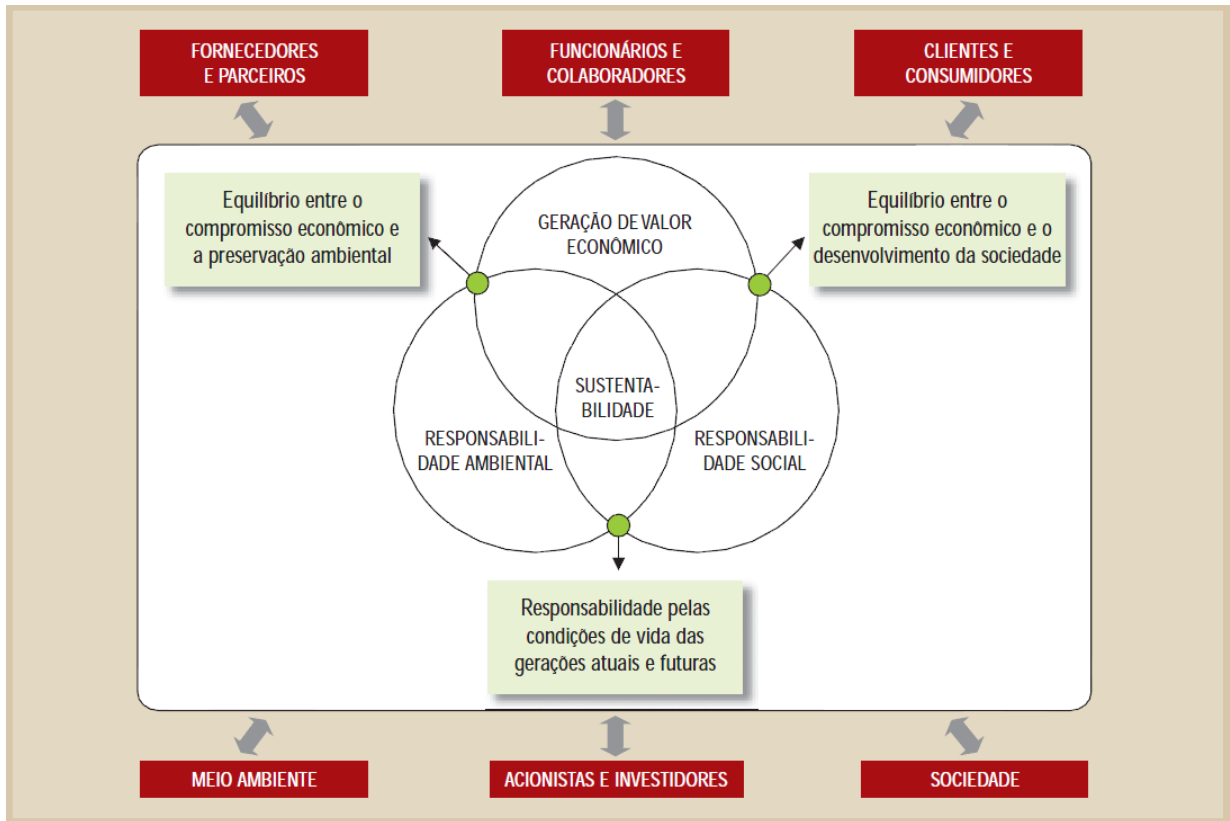 FORNECEDORES
E PARCEIROS
FUNCIONÁRIOS E
COLABORADORES
CLIENTES E
CONSUMIDORES
Equilíbrio entre o
compromisso econômico e
a preservação ambiental
GERAÇÃO DE VALOR
ECONÔMICO
Equilíbrio entre o
compromisso econômico e o
desenvolvimento da sociedade
SUSTENTA-
BILIDADE
RESPONSABILI-
DADE AMBIENTAL
RESPONSABILI-
DADE SOCIAL
Responsabilidade pelas
condições de vida das
gerações atuais e futuras
MEIO AMBIENTE
ACIONISTAS E INVESTIDORES
SOCIEDADE